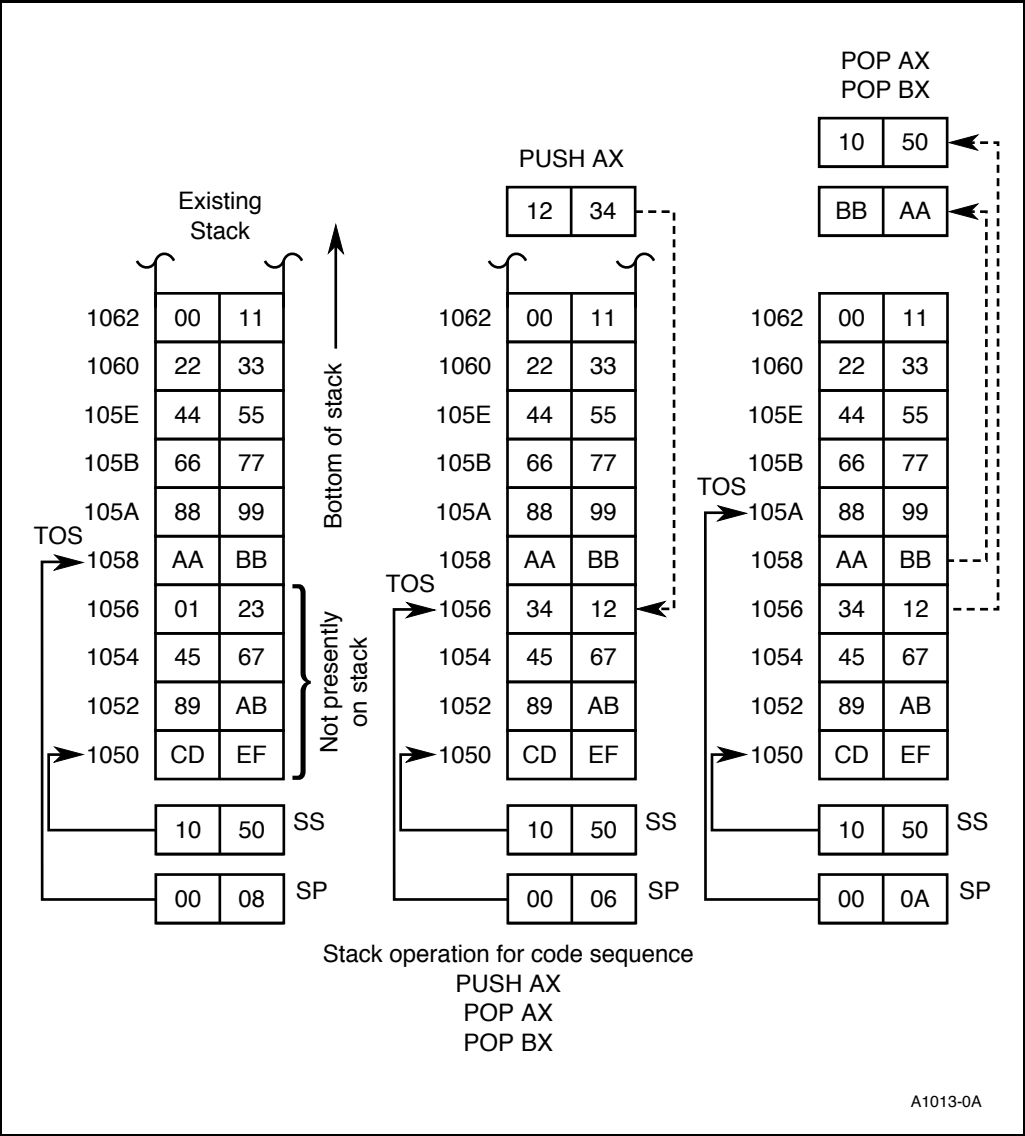 POP AX
POP BX
10 50
PUSH AX
12 34
BB AA
Existing
Stack
Bottom of stack
1062 00 11
1060 22 33
105E 44 55
105B 66 77
105A 88 99
TOS
1058 AA BB
1056 01 23
1054 45 67
1052 89 AB
1050 CD EF
Not presently
on stack
10 50 SS
00 08 SP
1062 00 11
1060 22 33
105E 44 55
105B 66 77
105A 88 99
1058 AA BB
TOS
1056 34 12
1054 45 67
1052 89 AB
1050 CD EF
10 50 SS
00 06 SP
1062 00 11
1060 22 33
105E 44 55
105B 66 77
TOS
105A 88 99
1058 AA BB
1056 34 12
1054 45 67
1052 89 AB
1050 CD EF
10 50 SS
00 0A SP
Stack operation for code sequence
PUSH AX
POP AX
POP BX
A1013-0A